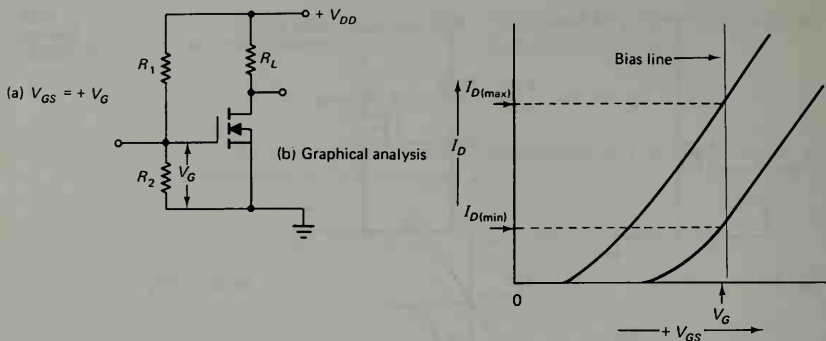 + V_DD
R_1
R_L
(a) V_GS = + V_G
(b) Graphical analysis
V_G
R_2
Bias line
I_D(max)
I_D
I_D(min)
0
V_G
+ V_GS